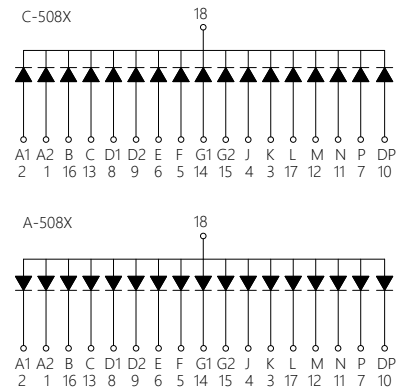 C-508X
18
A1 A2 B C D1 D2 E F G1 G2 J K L M N P DP
2 1 16 13 8 9 6 5 14 15 4 3 17 12 11 7 10
A-508X
18
A1 A2 B C D1 D2 E F G1 G2 J K L M N P DP
2 1 16 13 8 9 6 5 14 15 4 3 17 12 11 7 10